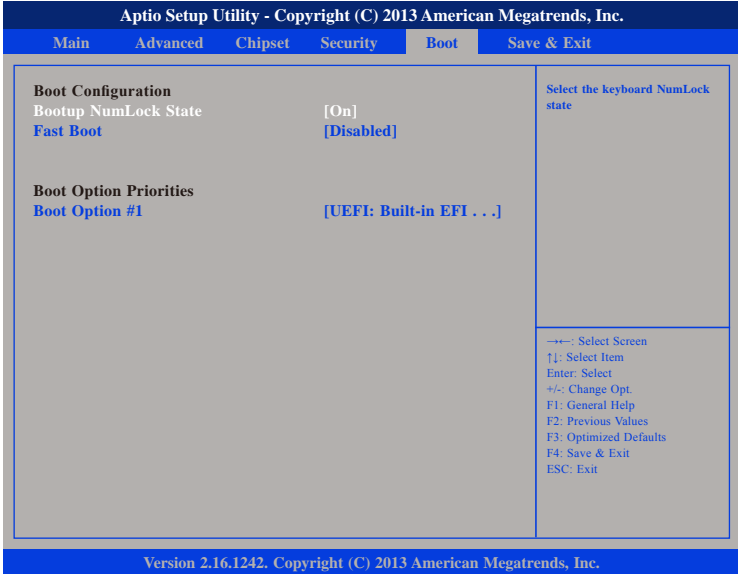 Aptio Setup Utility - Copyright (C) 2013 American Megatrends, Inc.
Main Advanced Chipset Security Boot Save & Exit
Boot Configuration
Bootup NumLock State [On]
Fast Boot [Disabled]
Boot Option Priorities
Boot Option #1 [UEFI: Built-in EFI . . .]
Select the keyboard NumLock
state
→←: Select Screen
↑↓: Select Item
Enter: Select
+/-: Change Opt.
F1: General Help
F2: Previous Values
F3: Optimized Defaults
F4: Save & Exit
ESC: Exit
Version 2.16.1242. Copyright (C) 2013 American Megatrends, Inc.